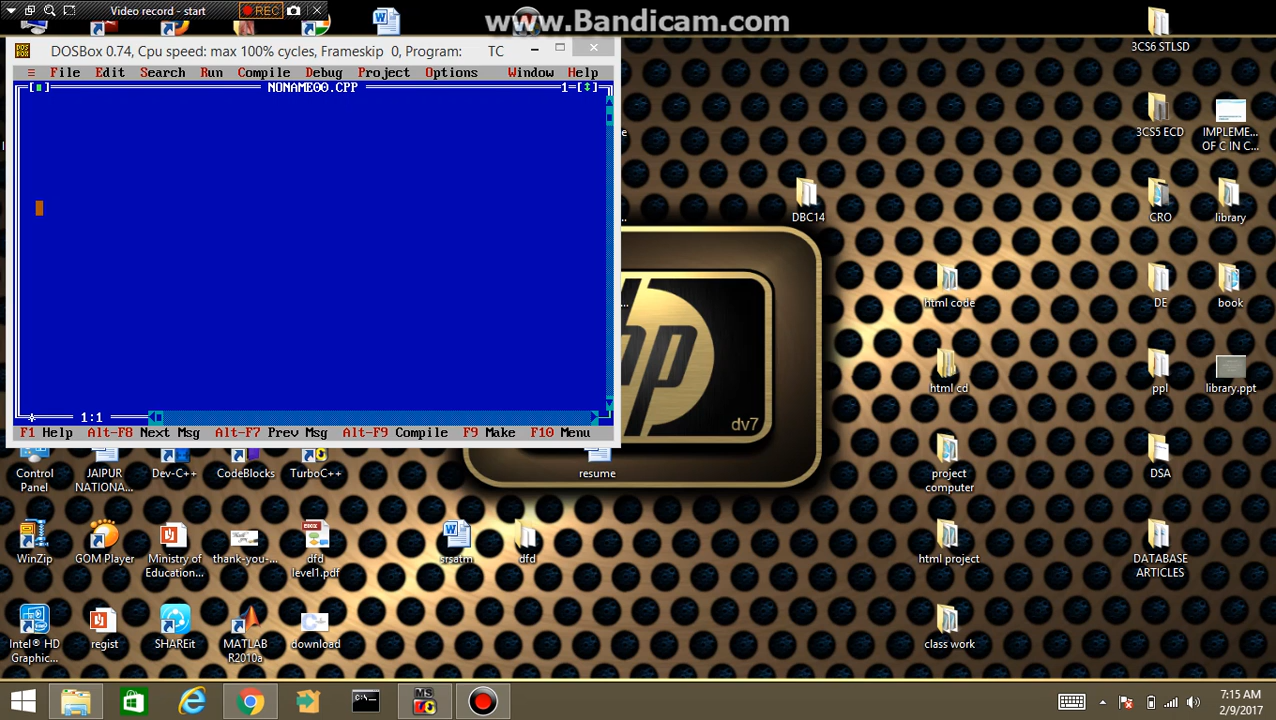 Video record - start
REC
www.Bandicam.com
DOSBox 0.74, Cpu speed: max 100% cycles, Frameskip 0, Program: TC
≡ File Edit Search Run Compile Debug Project Options Window Help
NONAME00.CPP 1=[↕]
1:1
F1 Help Alt-F8 Next Msg Alt-F7 Prev Msg Alt-F9 Compile F9 Make F10 Menu
3CS6 STLSD
3CS5 ECD
IMPLEME...
OF C IN C...
DBC14
CRO
library
html code
DE
book
html cd
ppl
library.ppt
hp
dv7
Control
Panel
JAIPUR
NATIONA...
Dev-C++
CodeBlocks
TurboC++
resume
project
computer
DSA
WinZip
GOM Player
Ministry of
Education...
thank-you-...
dfd
level1.pdf
srsatm
dfd
html project
DATABASE
ARTICLES
Intel® HD
Graphic...
regist
SHAREit
MATLAB
R2010a
download
class work
7:15 AM
2/9/2017